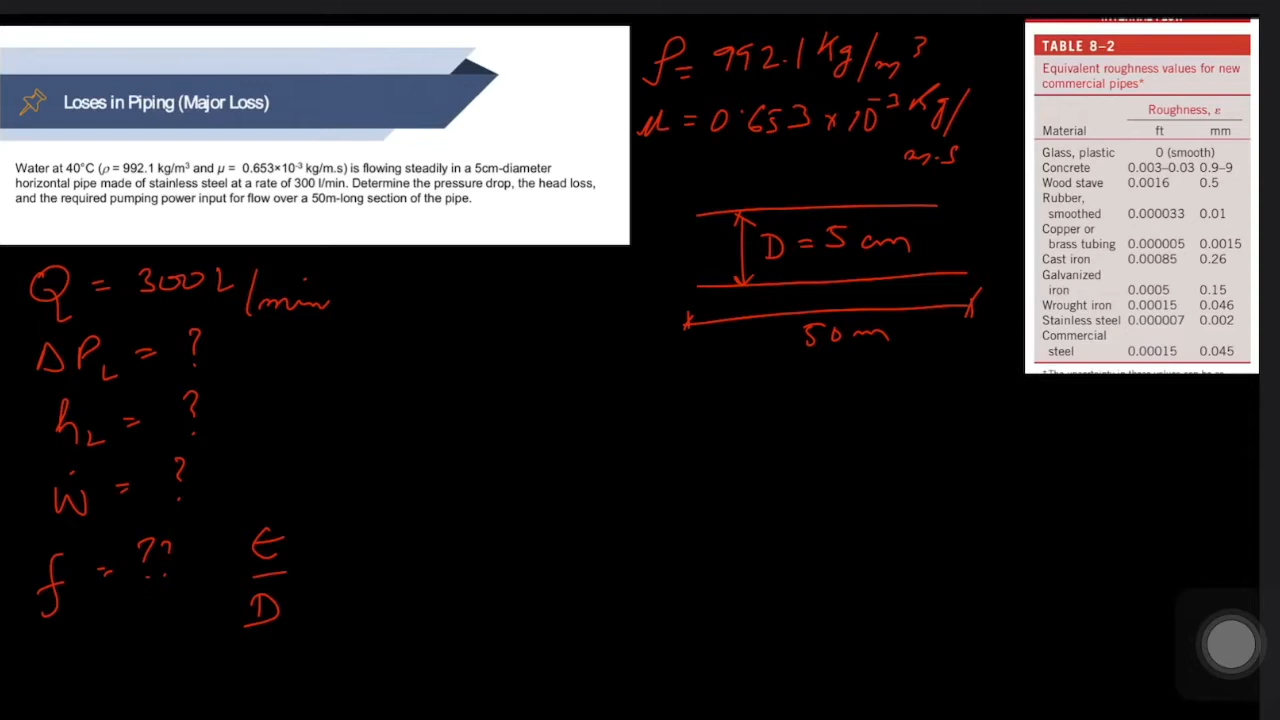 Loses in Piping (Major Loss)
Water at 40°C (ρ = 992.1 kg/m³ and μ = 0.653×10⁻³ kg/m.s) is flowing steadily in a 5cm-diameter
horizontal pipe made of stainless steel at a rate of 300 l/min. Determine the pressure drop, the head loss,
and the required pumping power input for flow over a 50m-long section of the pipe.
ρ = 992.1 Kg/m³
μ = 0.653 × 10⁻³ Kg/
m.s
D = 5 cm
50 m
Q = 300 L/min
ΔP_L = ?
h_L = ?
Ẇ = ?
f = ??
ε
D
TABLE 8–2
Equivalent roughness values for new
commercial pipes*
Roughness, ε
Material ft mm
Glass, plastic 0 (smooth)
Concrete 0.003–0.03 0.9–9
Wood stave 0.0016 0.5
Rubber,
smoothed 0.000033 0.01
Copper or
brass tubing 0.000005 0.0015
Cast iron 0.00085 0.26
Galvanized
iron 0.0005 0.15
Wrought iron 0.00015 0.046
Stainless steel 0.000007 0.002
Commercial
steel 0.00015 0.045